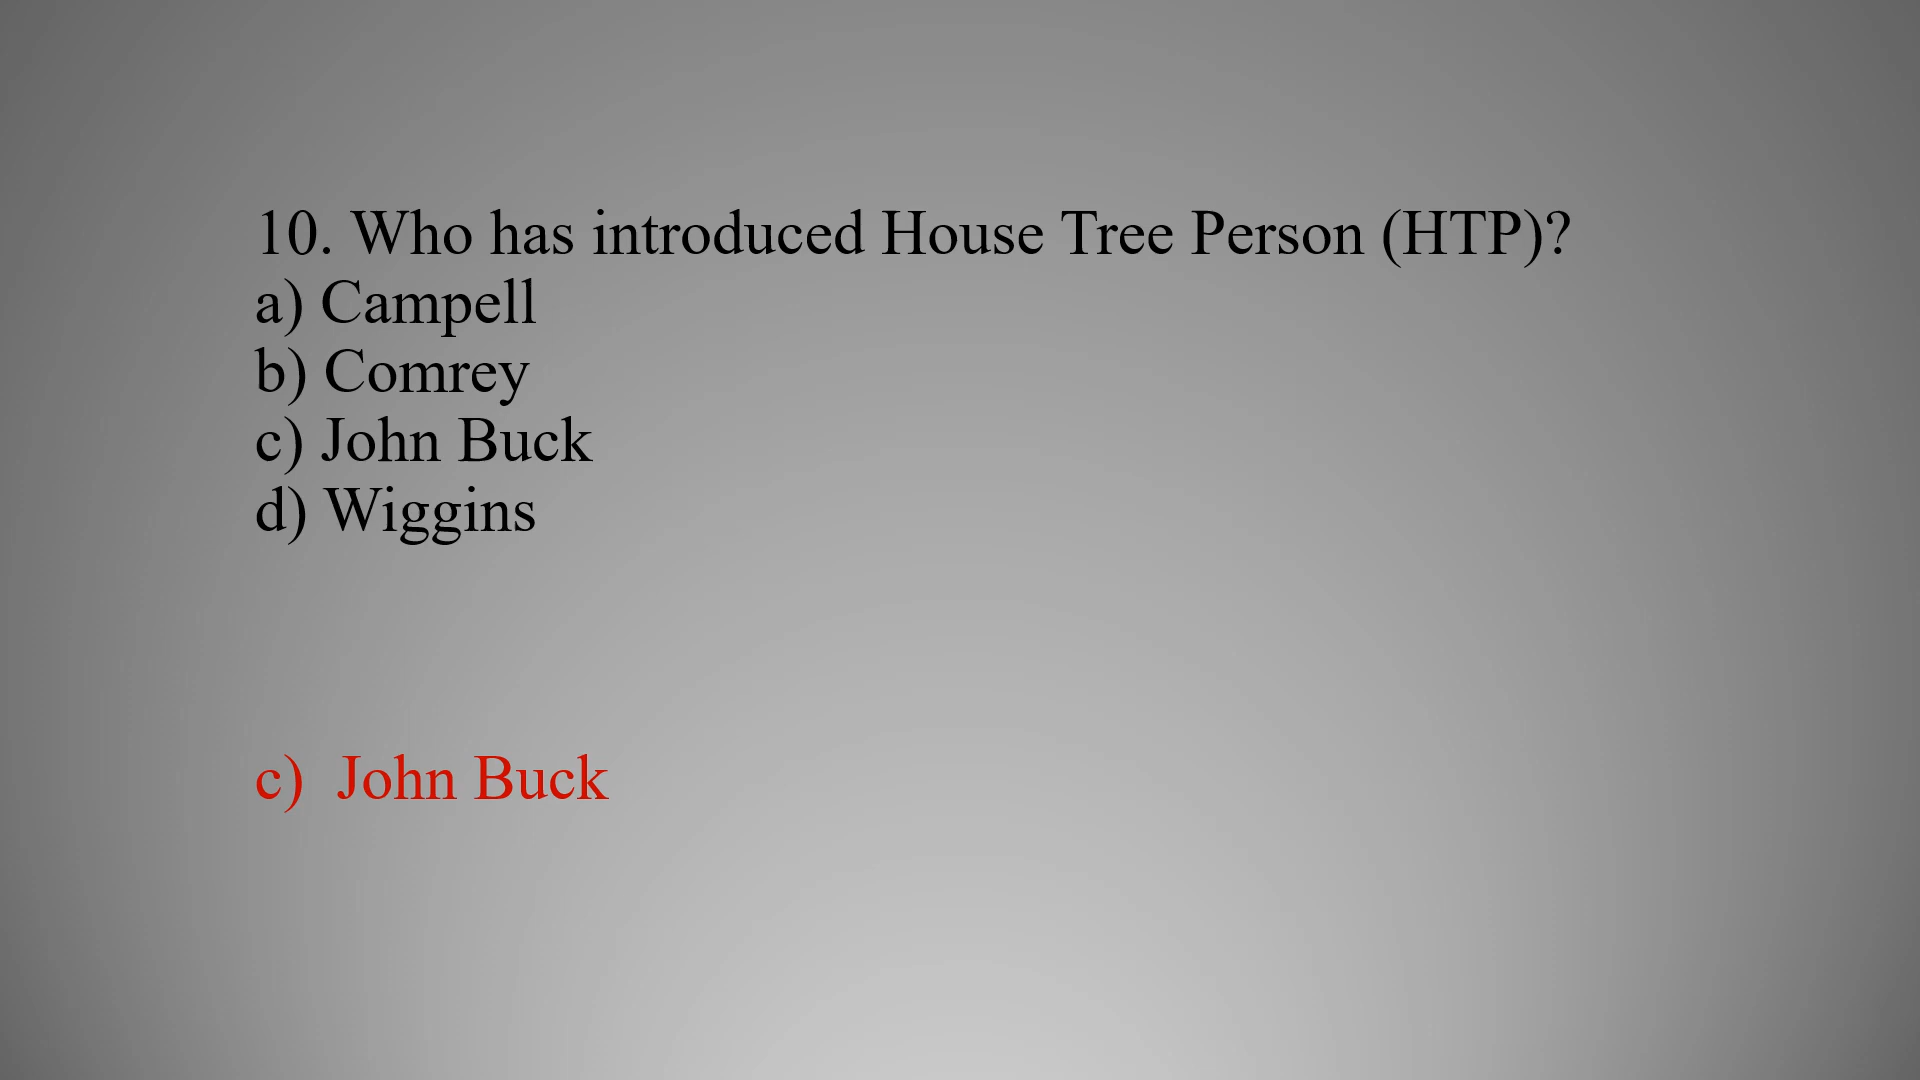 10. Who has introduced House Tree Person (HTP)?
a) Campell
b) Comrey
c) John Buck
d) Wiggins
c) John Buck